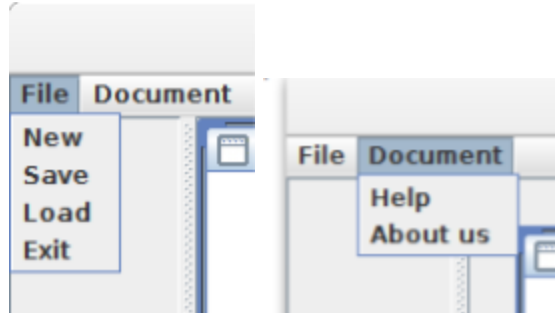 File Document
New
Save
Load
Exit
File Document
Help
About us